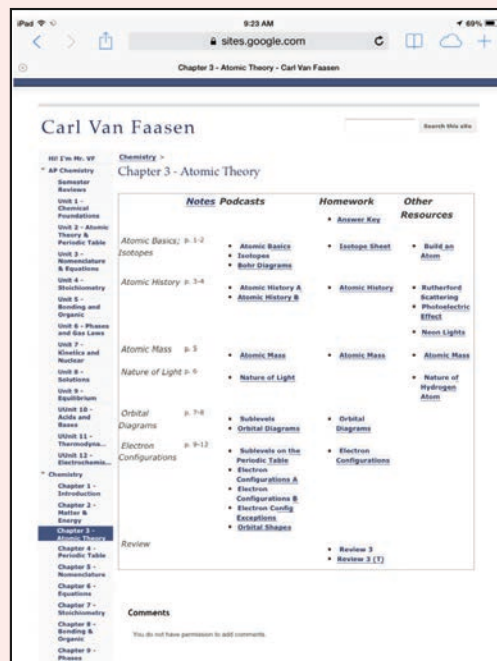 iPad
9:23 AM
69%
sites.google.com
Chapter 3 - Atomic Theory - Carl Van Faasen
Carl Van Faasen
Search this site
Hi! I'm Mr. VF
AP Chemistry
Semester
Reviews
Unit 1 -
Chemical
Foundations
Unit 2 - Atomic
Theory &
Periodic Table
Unit 3 -
Nomenclature
& Equations
Unit 4 -
Stoichiometry
Unit 5 -
Bonding and
Organic
Unit 6 - Phases
and Gas Laws
Unit 7 -
Kinetics and
Nuclear
Unit 8 -
Solutions
Unit 9 -
Equilibrium
UUnit 10 -
Acids and
Bases
UUnit 11 -
Thermodyna...
UUnit 12 -
Electrochemis...
Chemistry
Chapter 1 -
Introduction
Chapter 2 -
Matter &
Energy
Chapter 3 -
Atomic Theory
Chapter 4 -
Periodic Table
Chapter 5 -
Nomenclature
Chapter 6 -
Equations
Chapter 7 -
Stoichiometry
Chapter 8 -
Bonding &
Organic
Chapter 9 -
Phases
Chemistry >
Chapter 3 - Atomic Theory
Notes Podcasts Homework Other
Resources
Answer Key
Atomic Basics; p. 1-2
Isotopes
Atomic Basics
Isotopes
Bohr Diagrams
Isotope Sheet
Build an
Atom
Atomic History p. 3-4
Atomic History A
Atomic History B
Atomic History
Rutherford
Scattering
Photoelectric
Effect
Neon Lights
Atomic Mass p. 5
Atomic Mass
Atomic Mass
Atomic Mass
Nature of Light p. 6
Nature of Light
Nature of
Hydrogen
Atom
Orbital p. 7-8
Diagrams
Sublevels
Orbital Diagrams
Orbital
Diagrams
Electron p. 9-12
Configurations
Sublevels on the
Periodic Table
Electron
Configurations A
Electron
Configurations B
Electron Config
Exceptions
Orbital Shapes
Electron
Configurations
Review
Review 3
Review 3 (T)
Comments
You do not have permission to add comments.